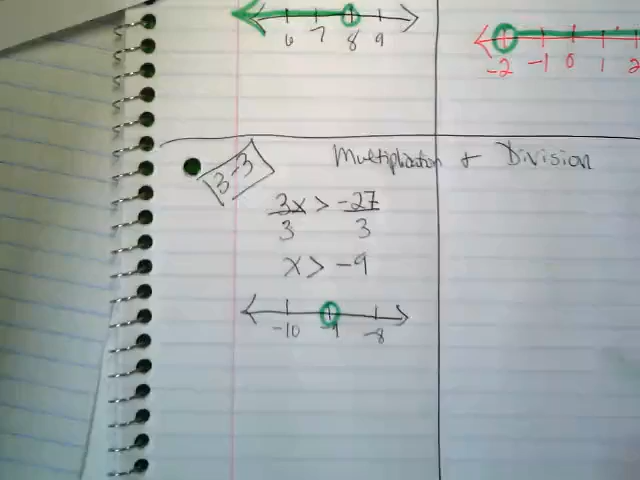 6 7 8 9
-2 -1 0 1 2
3-3
Multiplication + Division
3x > -27
3 3
x > -9
-10 -9 -8